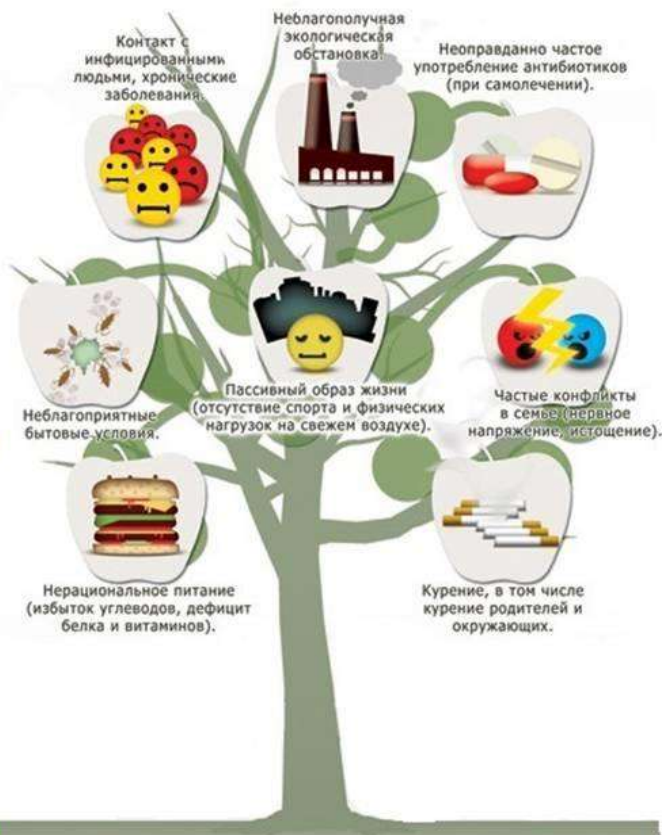 Контакт с
инфицированными
людьми, хронические
заболевания.
Неблагополучная
экологическая
обстановка.
Неоправданно частое
употребление антибиотиков
(при самолечении).
Неблагоприятные
бытовые условия.
Пассивный образ жизни
(отсутствие спорта и физических
нагрузок на свежем воздухе).
Частые конфликты
в семье (нервное
напряжение, истощение).
Нерациональное питание
(избыток углеводов, дефицит
белка и витаминов).
Курение, в том числе
курение родителей и
окружающих.